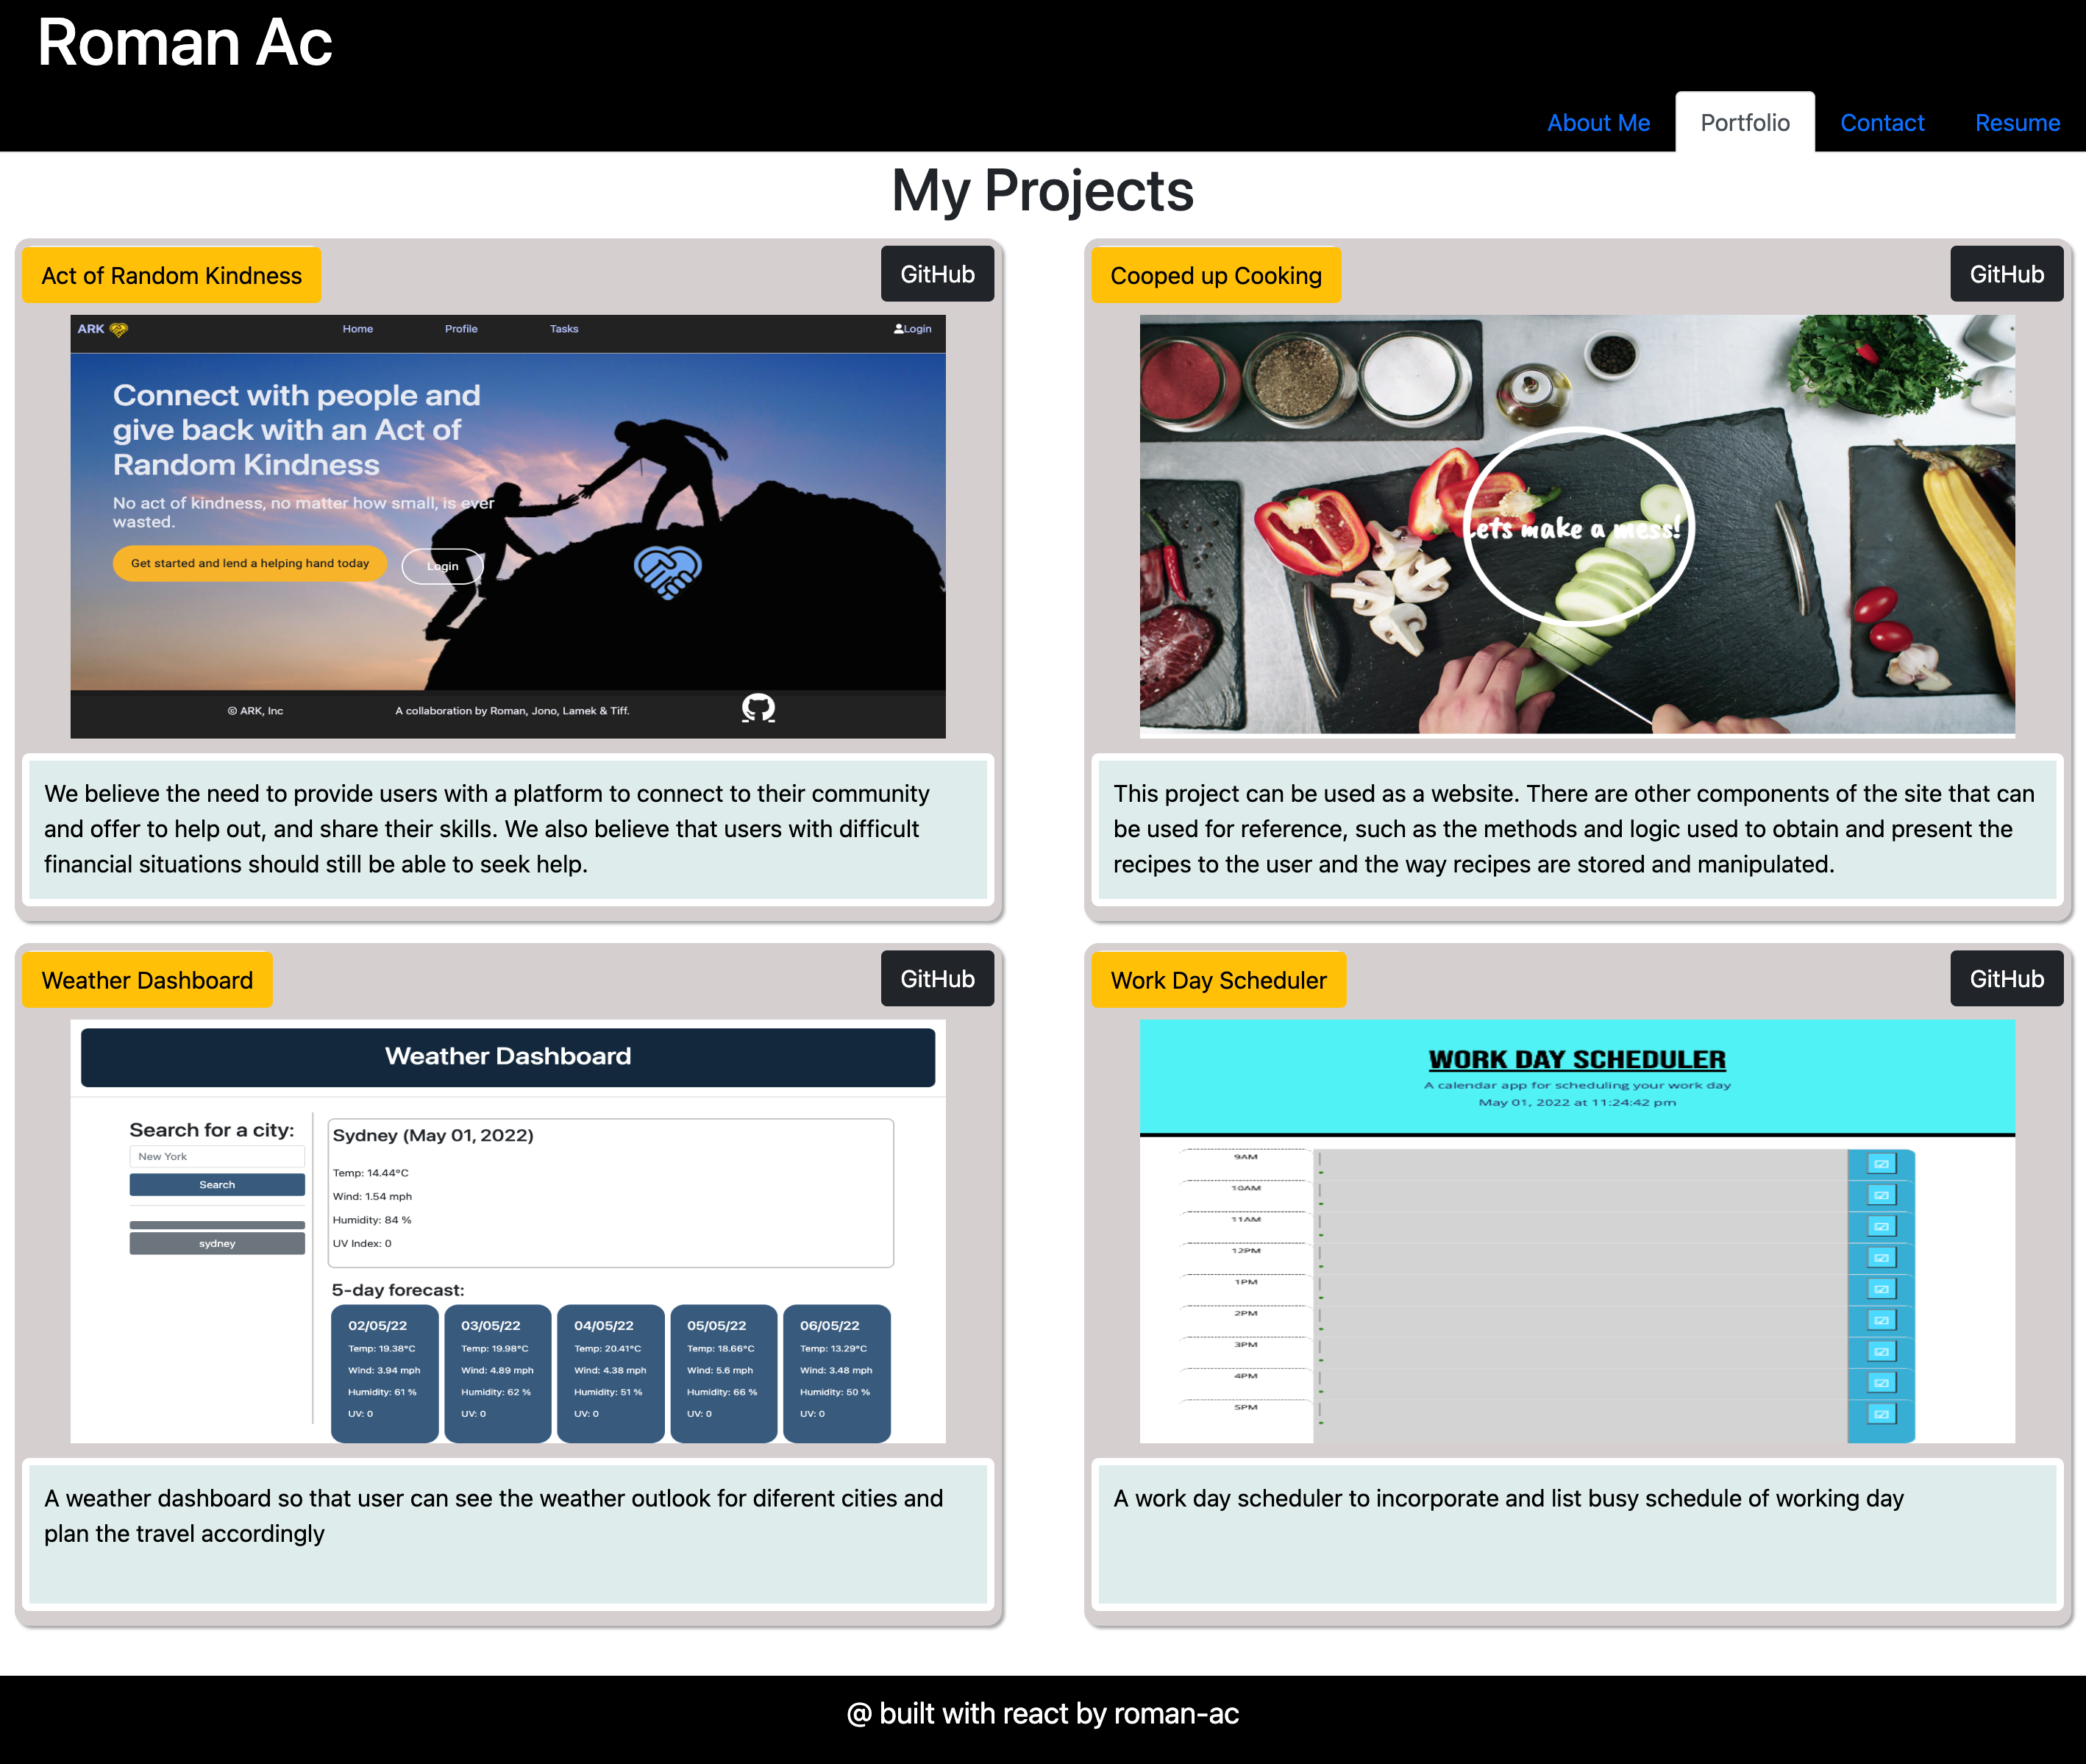 Roman Ac
About Me Portfolio Contact Resume
My Projects
Act of Random Kindness GitHub
ARK Home Profile Tasks Login
Connect with people and
give back with an Act of
Random Kindness
No act of kindness, no matter how small, is ever
wasted.
Get started and lend a helping hand today Login
© ARK, Inc A collaboration by Roman, Jono, Lamek & Tiff.
We believe the need to provide users with a platform to connect to their community
and offer to help out, and share their skills. We also believe that users with difficult
financial situations should still be able to seek help.
Cooped up Cooking GitHub
Lets make a mess!
This project can be used as a website. There are other components of the site that can
be used for reference, such as the methods and logic used to obtain and present the
recipes to the user and the way recipes are stored and manipulated.
Weather Dashboard GitHub
Weather Dashboard
Search for a city:
New York
Search
sydney
Sydney (May 01, 2022)
Temp: 14.44°C
Wind: 1.54 mph
Humidity: 84 %
UV Index: 0
5-day forecast:
02/05/22 03/05/22 04/05/22 05/05/22 06/05/22
Temp: 19.38°C Temp: 19.98°C Temp: 20.41°C Temp: 18.66°C Temp: 13.29°C
Wind: 3.94 mph Wind: 4.89 mph Wind: 4.38 mph Wind: 5.6 mph Wind: 3.48 mph
Humidity: 61 % Humidity: 62 % Humidity: 51 % Humidity: 66 % Humidity: 50 %
UV: 0 UV: 0 UV: 0 UV: 0 UV: 0
A weather dashboard so that user can see the weather outlook for diferent cities and
plan the travel accordingly
Work Day Scheduler GitHub
WORK DAY SCHEDULER
A calendar app for scheduling your work day
May 01, 2022 at 11:24:42 pm
9AM
10AM
11AM
12PM
1PM
2PM
3PM
4PM
5PM
A work day scheduler to incorporate and list busy schedule of working day
@ built with react by roman-ac